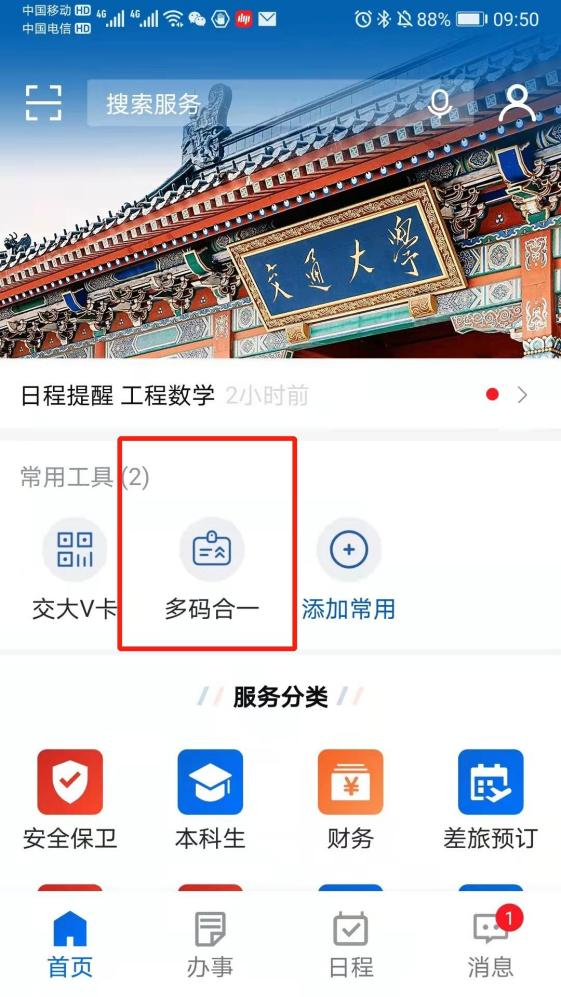 中国移动 HD 4G 4G 88% 09:50
中国电信 HD
搜索服务
交通大學
日程提醒 工程数学 2小时前
常用工具 (2)
交大V卡 多码合一 添加常用
服务分类
安全保卫 本科生 财务 差旅预订
1
首页 办事 日程 消息